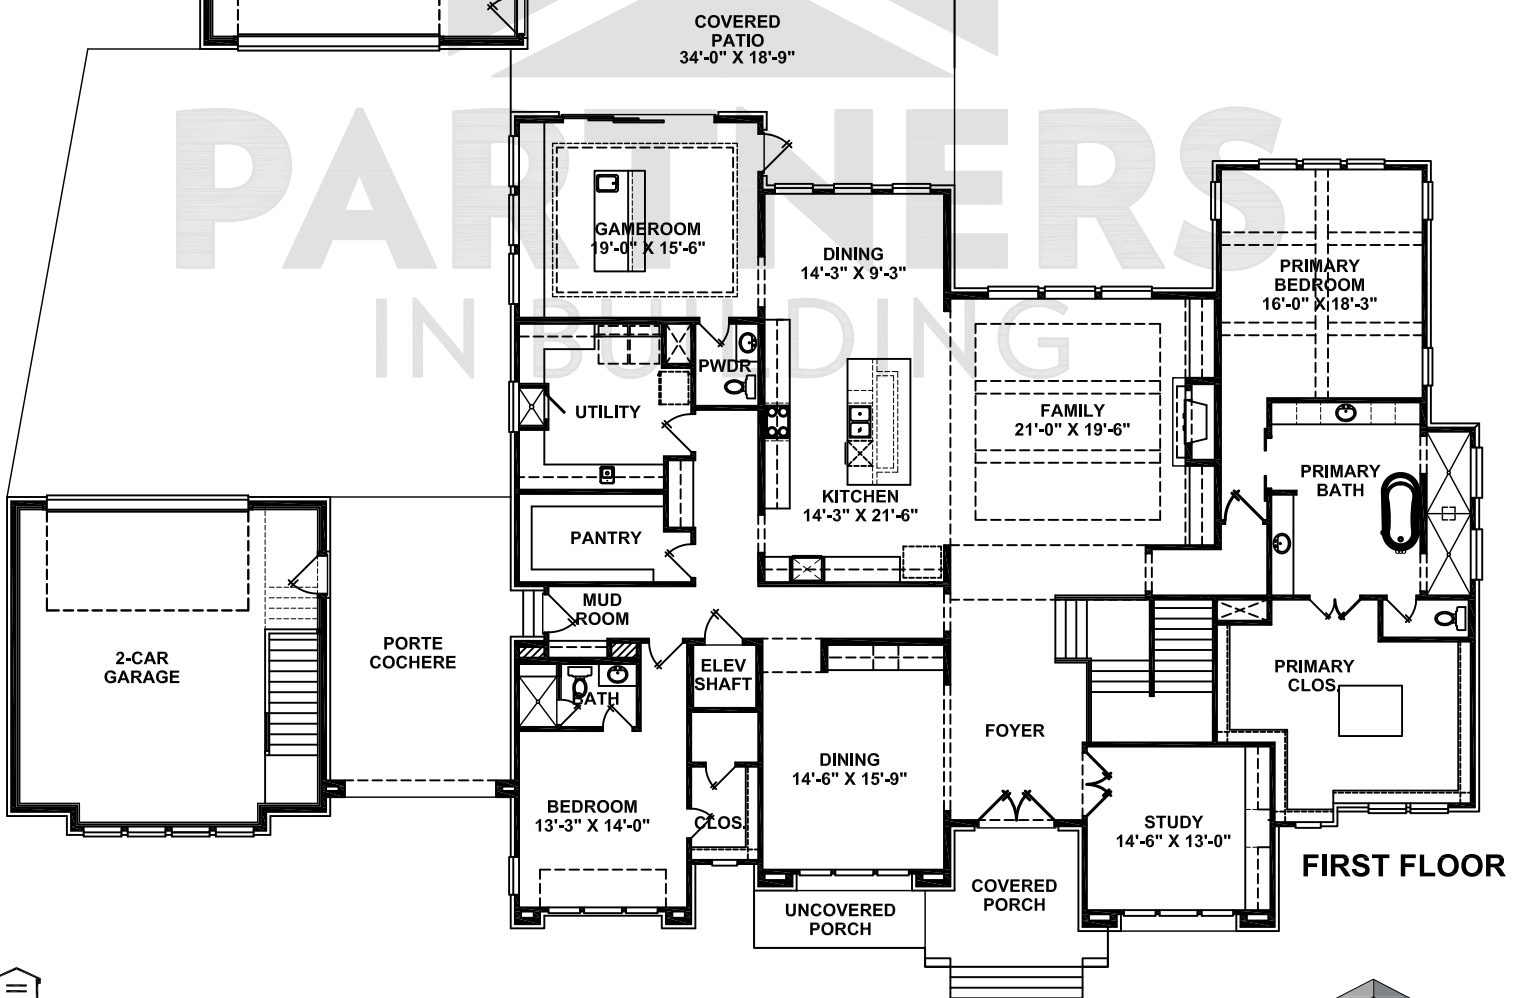 COVERED
PATIO
34'-0" X 18'-9"
PARTNERS
IN BUILDING
GAMEROOM
19'-0" X 15'-6"
DINING
14'-3" X 9'-3"
PRIMARY
BEDROOM
16'-0" X 18'-3"
PWDR
UTILITY
FAMILY
21'-0" X 19'-6"
PRIMARY
BATH
KITCHEN
14'-3" X 21'-6"
PANTRY
MUD
ROOM
2-CAR
GARAGE
PORTE
COCHERE
ELEV
SHAFT
BATH
PRIMARY
CLOS.
FOYER
DINING
14'-6" X 15'-9"
BEDROOM
13'-3" X 14'-0"
CLOS.
STUDY
14'-6" X 13'-0"
FIRST FLOOR
COVERED
PORCH
UNCOVERED
PORCH